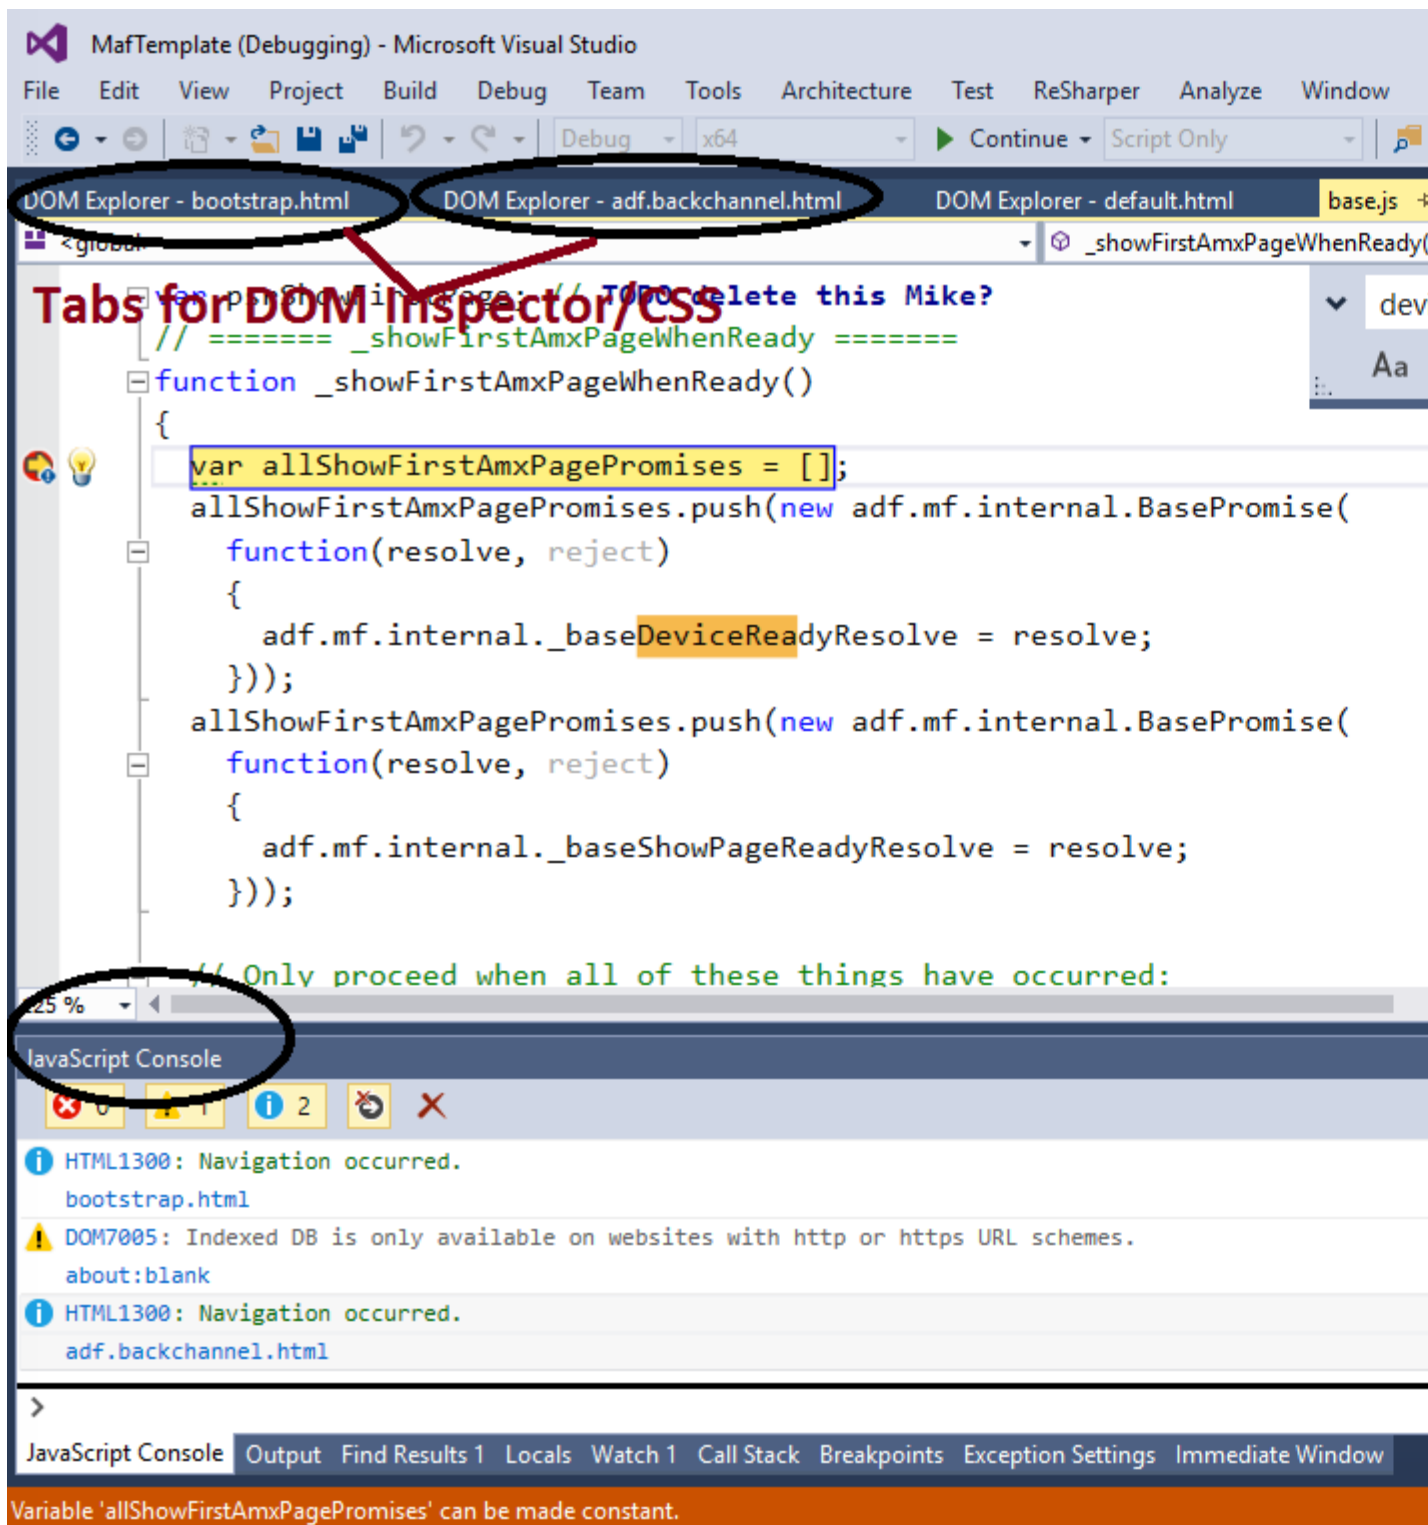 MafTemplate (Debugging) - Microsoft Visual Studio
File Edit View Project Build Debug Team Tools Architecture Test ReSharper Analyze Window
Debug x64 Continue Script Only
DOM Explorer - bootstrap.html DOM Explorer - adf.backchannel.html DOM Explorer - default.html base.js
<global> _showFirstAmxPageWhenReady(
Tabs for DOM Inspector/CSS
var // TODO delete this Mike? dev
// ======= _showFirstAmxPageWhenReady =======
function _showFirstAmxPageWhenReady() Aa
{
var allShowFirstAmxPagePromises = [];
allShowFirstAmxPagePromises.push(new adf.mf.internal.BasePromise(
function(resolve, reject)
{
adf.mf.internal._baseDeviceReadyResolve = resolve;
}));
allShowFirstAmxPagePromises.push(new adf.mf.internal.BasePromise(
function(resolve, reject)
{
adf.mf.internal._baseShowPageReadyResolve = resolve;
}));
// Only proceed when all of these things have occurred:
125 %
JavaScript Console
0 1 2
HTML1300: Navigation occurred.
bootstrap.html
DOM7005: Indexed DB is only available on websites with http or https URL schemes.
about:blank
HTML1300: Navigation occurred.
adf.backchannel.html
>
JavaScript Console Output Find Results 1 Locals Watch 1 Call Stack Breakpoints Exception Settings Immediate Window
Variable 'allShowFirstAmxPagePromises' can be made constant.